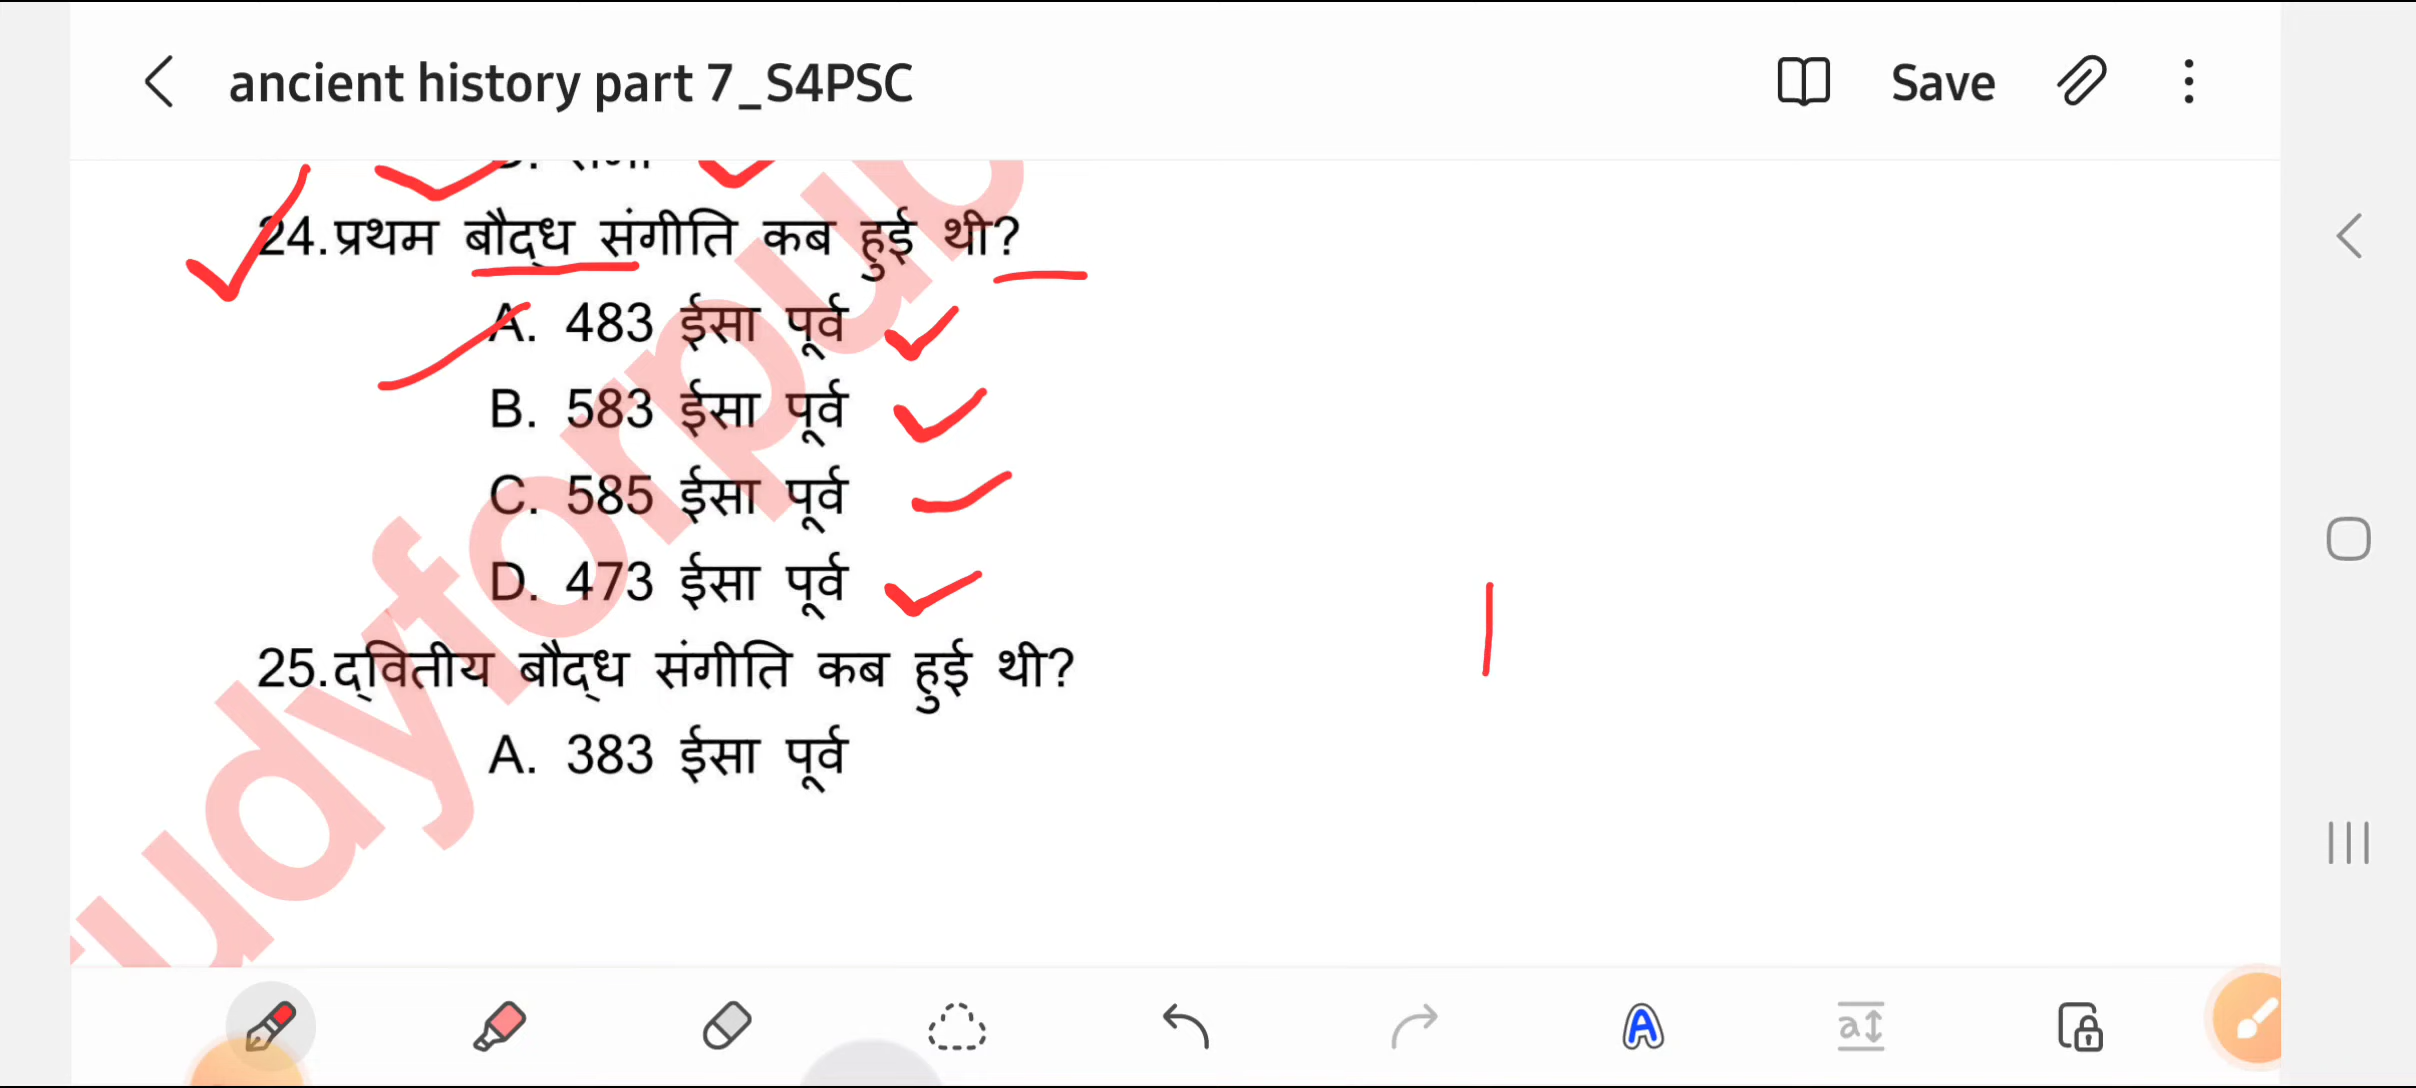 ancient history part 7_S4PSC
Save
24.प्रथम बौद्ध संगीति कब हुई थी?
A. 483 ईसा पूर्व
B. 583 ईसा पूर्व
C. 585 ईसा पूर्व
D. 473 ईसा पूर्व
25.द्वितीय बौद्ध संगीति कब हुई थी?
A. 383 ईसा पूर्व
udyforpub